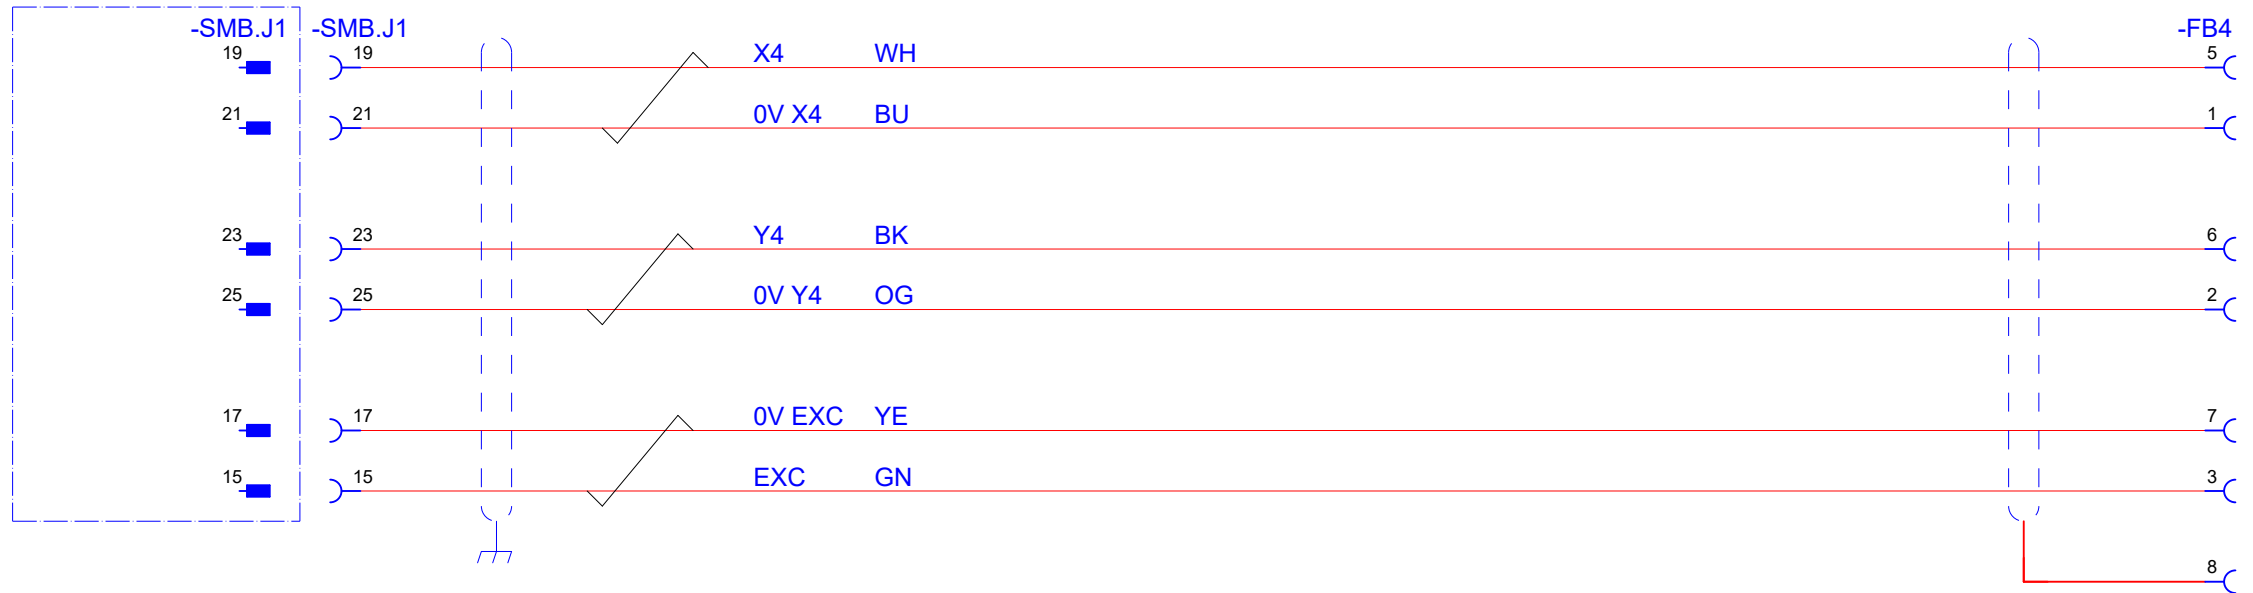 -SMB.J1 -SMB.J1 -FB4
19 19 X4 WH 5
21 21 0V X4 BU 1
23 23 Y4 BK 6
25 25 0V Y4 OG 2
17 17 0V EXC YE 7
15 15 EXC GN 3
8